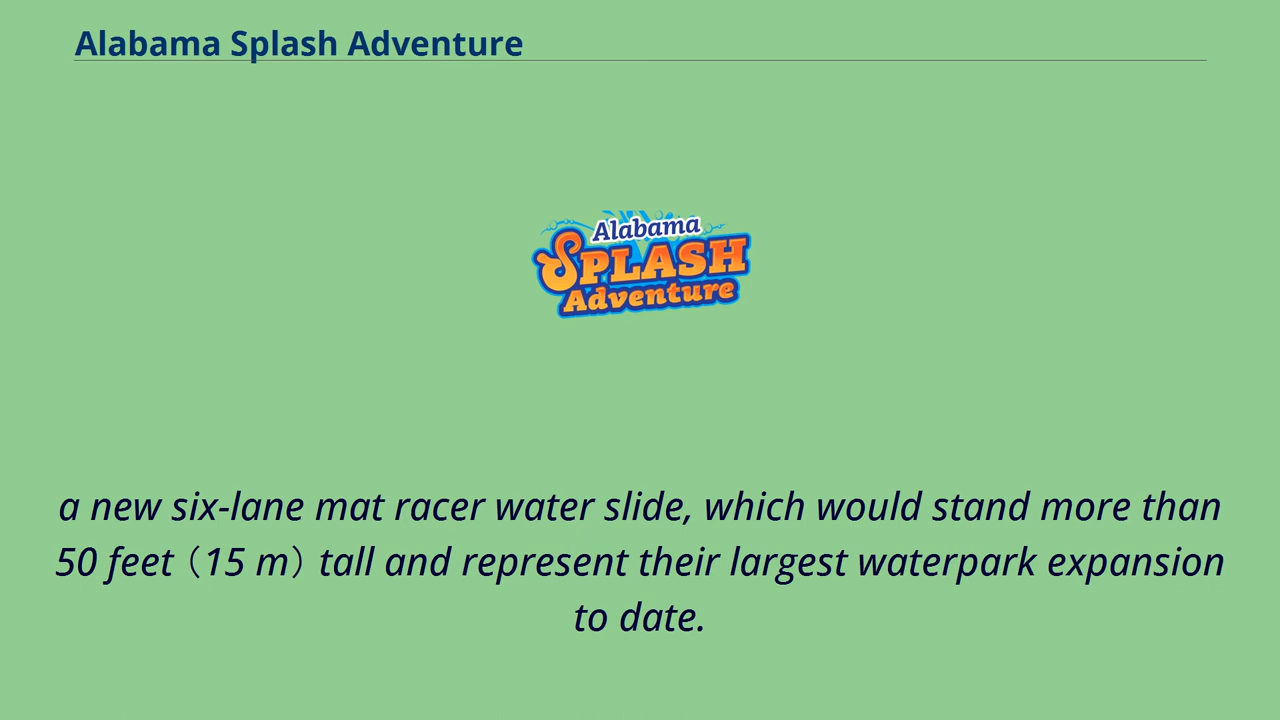 Alabama Splash Adventure
Alabama
SPLASH
Adventure
a new six-lane mat racer water slide, which would stand more than
50 feet（15 m）tall and represent their largest waterpark expansion
to date.